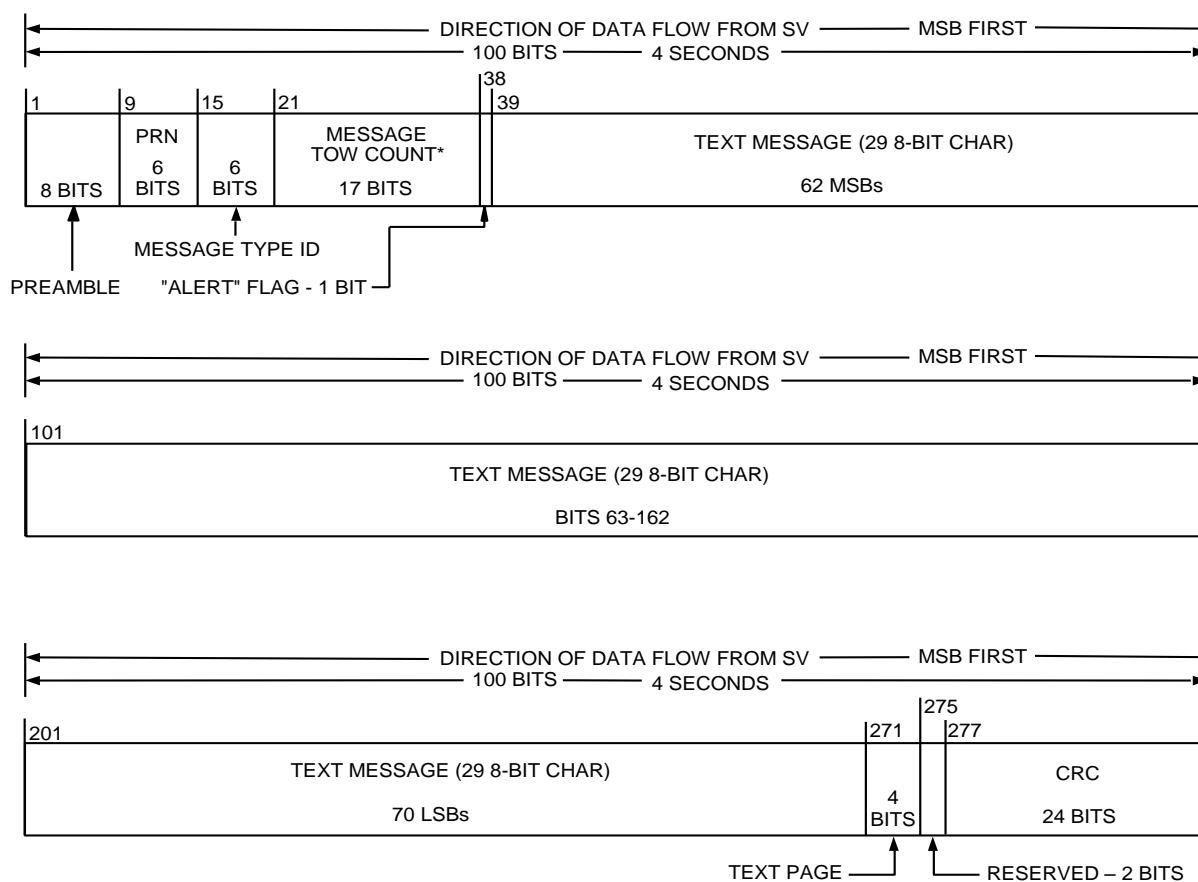 DIRECTION OF DATA FLOW FROM SV MSB FIRST
100 BITS 4 SECONDS
38
1 9 15 21 39
PRN MESSAGE TEXT MESSAGE (29 8-BIT CHAR)
TOW COUNT*
6 6
8 BITS BITS BITS 17 BITS 62 MSBs
MESSAGE TYPE ID
PREAMBLE "ALERT" FLAG - 1 BIT
DIRECTION OF DATA FLOW FROM SV MSB FIRST
100 BITS 4 SECONDS
101
TEXT MESSAGE (29 8-BIT CHAR)
BITS 63-162
DIRECTION OF DATA FLOW FROM SV MSB FIRST
100 BITS 4 SECONDS
275
201 271 277
TEXT MESSAGE (29 8-BIT CHAR) CRC
4
70 LSBs BITS 24 BITS
TEXT PAGE RESERVED – 2 BITS